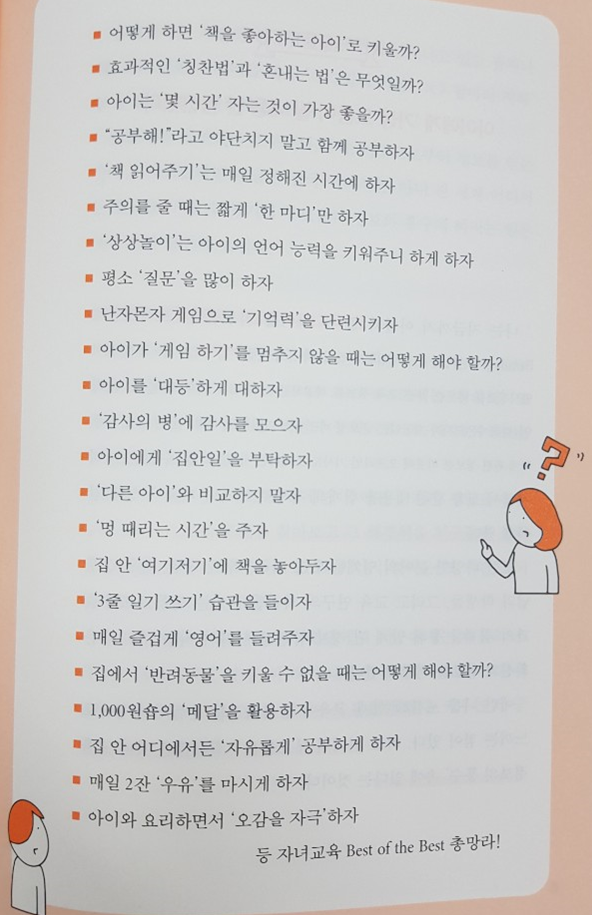 ■ 어떻게 하면 ‘책을 좋아하는 아이’로 키울까?
■ 효과적인 ‘칭찬법’과 ‘혼내는 법’은 무엇일까?
■ 아이는 ‘몇 시간’ 자는 것이 가장 좋을까?
■ “공부해!”라고 야단치지 말고 함께 공부하자
■ ‘책 읽어주기’는 매일 정해진 시간에 하자
■ 주의를 줄 때는 짧게 ‘한 마디’만 하자
■ ‘상상놀이’는 아이의 언어 능력을 키워주니 하게 하자
■ 평소 ‘질문’을 많이 하자
■ 난자몬자 게임으로 ‘기억력’을 단련시키자
■ 아이가 ‘게임 하기’를 멈추지 않을 때는 어떻게 해야 할까?
■ 아이를 ‘대등’하게 대하자
■ ‘감사의 병’에 감사를 모으자
■ 아이에게 ‘집안일’을 부탁하자
■ ‘다른 아이’와 비교하지 말자
■ ‘멍 때리는 시간’을 주자
■ 집 안 ‘여기저기’에 책을 놓아두자
■ ‘3줄 일기 쓰기’ 습관을 들이자
■ 매일 즐겁게 ‘영어’를 들려주자
■ 집에서 ‘반려동물’을 키울 수 없을 때는 어떻게 해야 할까?
■ 1,000원숍의 ‘메달’을 활용하자
■ 집 안 어디에서든 ‘자유롭게’ 공부하게 하자
■ 매일 2잔 ‘우유’를 마시게 하자
■ 아이와 요리하면서 ‘오감을 자극’하자
등 자녀교육 Best of the Best 총망라!
?